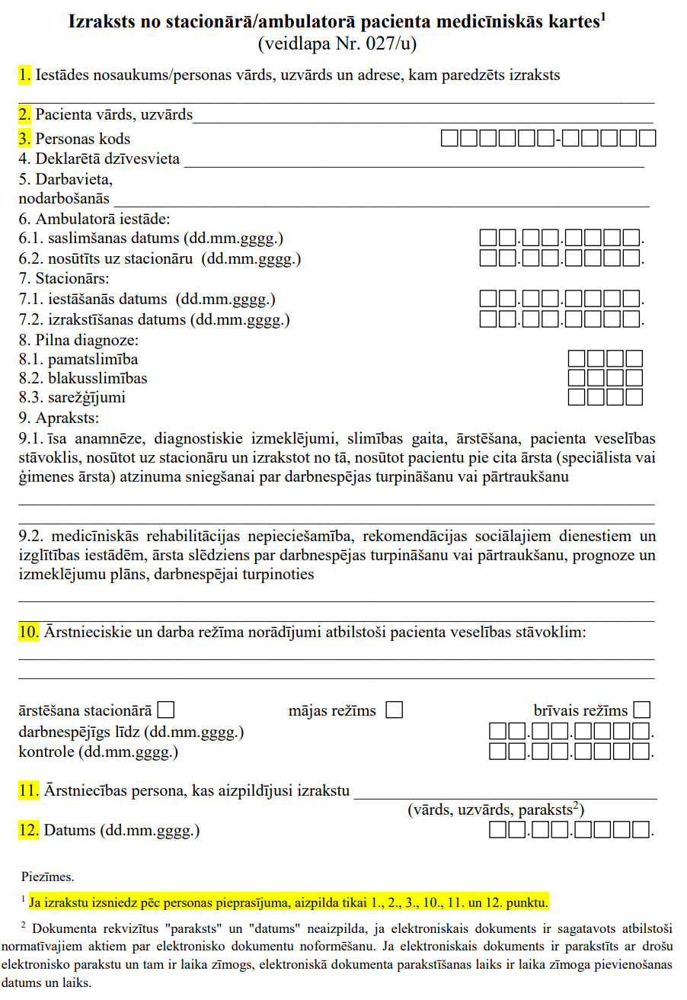 Izraksts no stacionārā/ambulatorā pacienta medicīniskās kartes¹
(veidlapa Nr. 027/u)
1. Iestādes nosaukums/personas vārds, uzvārds un adrese, kam paredzēts izraksts
2. Pacienta vārds, uzvārds
3. Personas kods -
4. Deklarētā dzīvesvieta
5. Darbavieta,
nodarbošanās
6. Ambulatorā iestāde:
6.1. saslimšanas datums (dd.mm.gggg.) . . .
6.2. nosūtīts uz stacionāru (dd.mm.gggg.) . . .
7. Stacionārs:
7.1. iestāšanās datums (dd.mm.gggg.) . . .
7.2. izrakstīšanas datums (dd.mm.gggg.) . . .
8. Pilna diagnoze:
8.1. pamatslimība
8.2. blakusslimības
8.3. sarežģījumi
9. Apraksts:
9.1. īsa anamnēze, diagnostiskie izmeklējumi, slimības gaita, ārstēšana, pacienta veselības
stāvoklis, nosūtot uz stacionāru un izrakstot no tā, nosūtot pacientu pie cita ārsta (speciālista vai
ģimenes ārsta) atzinuma sniegšanai par darbnespējas turpināšanu vai pārtraukšanu
9.2. medicīniskās rehabilitācijas nepieciešamība, rekomendācijas sociālajiem dienestiem un
izglītības iestādēm, ārsta slēdziens par darbnespējas turpināšanu vai pārtraukšanu, prognoze un
izmeklējumu plāns, darbnespējai turpinoties
10. Ārstnieciskie un darba režīma norādījumi atbilstoši pacienta veselības stāvoklim:
ārstēšana stacionārā mājas režīms brīvais režīms
darbnespējīgs līdz (dd.mm.gggg.) . . .
kontrole (dd.mm.gggg.) . . .
11. Ārstniecības persona, kas aizpildījusi izrakstu
(vārds, uzvārds, paraksts²)
12. Datums (dd.mm.gggg.) . . .
Piezīmes.
¹ Ja izrakstu izsniedz pēc personas pieprasījuma, aizpilda tikai 1., 2., 3., 10., 11. un 12. punktu.
² Dokumenta rekvizītus "paraksts" un "datums" neaizpilda, ja elektroniskais dokuments ir sagatavots atbilstoši
normatīvajiem aktiem par elektronisko dokumentu noformēšanu. Ja elektroniskais dokuments ir parakstīts ar drošu
elektronisko parakstu un tam ir laika zīmogs, elektroniskā dokumenta parakstīšanas laiks ir laika zīmoga pievienošanas
datums un laiks.